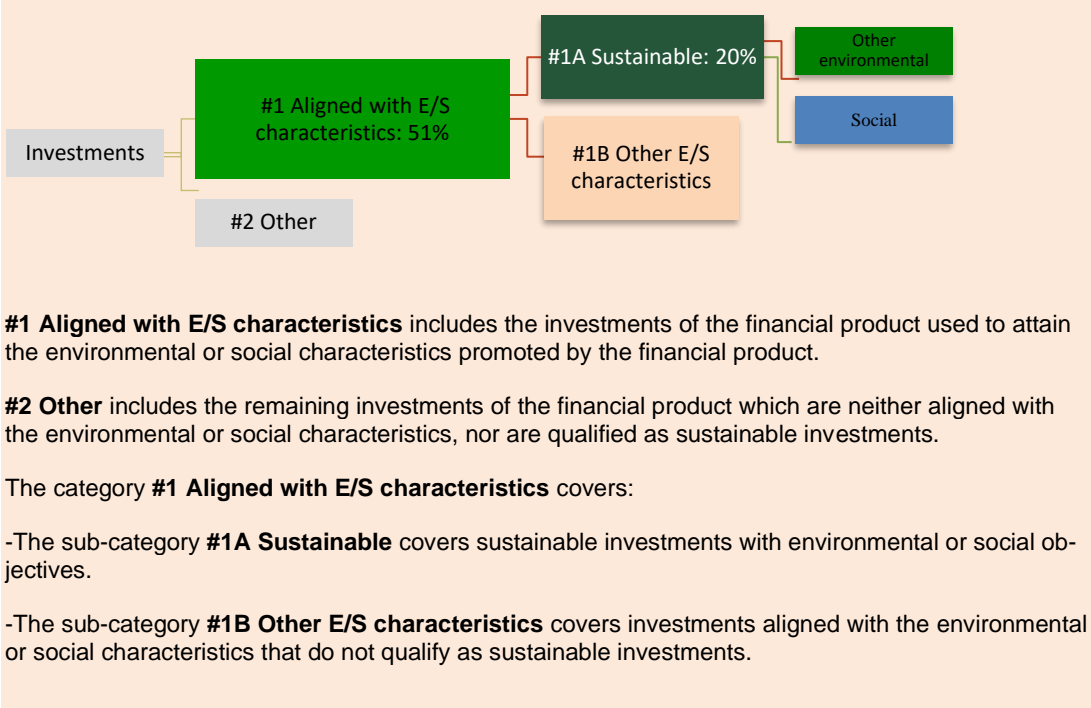 Investments
#1 Aligned with E/S
characteristics: 51%
#2 Other
#1A Sustainable: 20%
#1B Other E/S
characteristics
Other
environmental
Social
#1 Aligned with E/S characteristics includes the investments of the financial product used to attain
the environmental or social characteristics promoted by the financial product.
#2 Other includes the remaining investments of the financial product which are neither aligned with
the environmental or social characteristics, nor are qualified as sustainable investments.
The category #1 Aligned with E/S characteristics covers:
-The sub-category #1A Sustainable covers sustainable investments with environmental or social ob-
jectives.
-The sub-category #1B Other E/S characteristics covers investments aligned with the environmental
or social characteristics that do not qualify as sustainable investments.